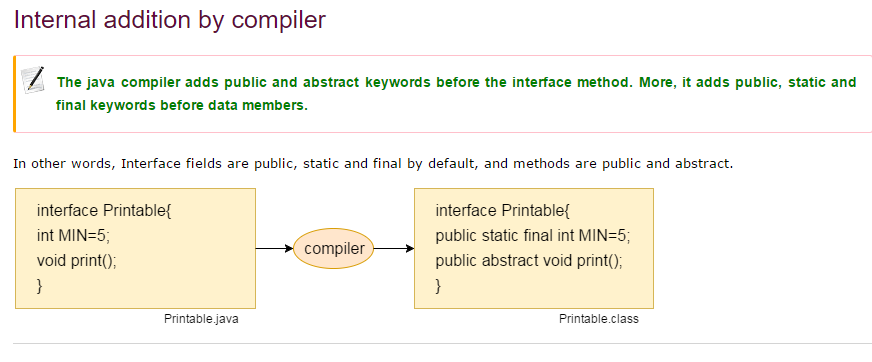 Internal addition by compiler
The java compiler adds public and abstract keywords before the interface method. More, it adds public, static and
final keywords before data members.
In other words, Interface fields are public, static and final by default, and methods are public and abstract.
interface Printable{
int MIN=5;
void print();
}
Printable.java
compiler
interface Printable{
public static final int MIN=5;
public abstract void print();
}
Printable.class